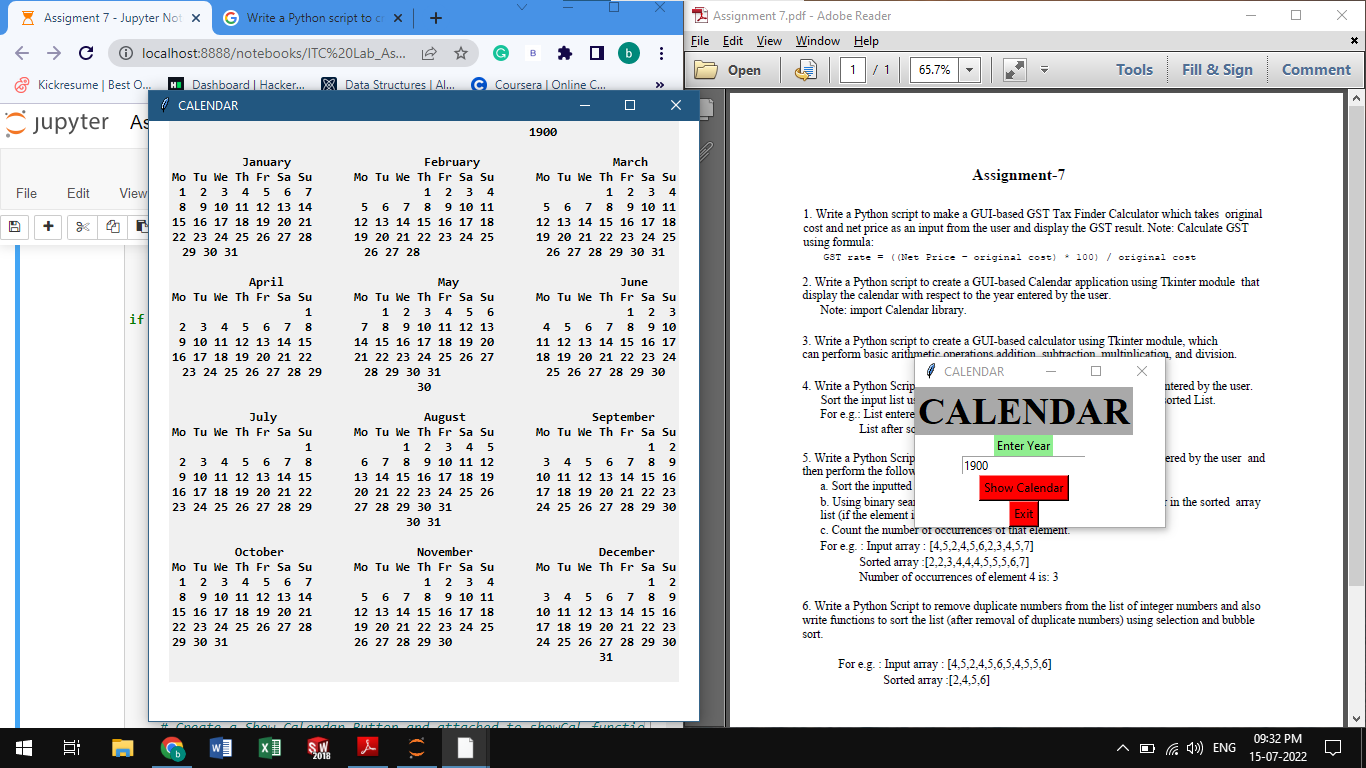 Assigment 7 - Jupyter Not
Write a Python script to c
localhost:8888/notebooks/ITC%20Lab_As...
Kickresume | Best O...
Dashboard | Hacker...
Data Structures | Al...
Coursera | Online C...
»
jupyter
As
File Edit View
if
CALENDAR
1900
January February March
Mo Tu We Th Fr Sa Su Mo Tu We Th Fr Sa Su Mo Tu We Th Fr Sa Su
1 2 3 4 5 6 7 1 2 3 4 1 2 3 4
8 9 10 11 12 13 14 5 6 7 8 9 10 11 5 6 7 8 9 10 11
15 16 17 18 19 20 21 12 13 14 15 16 17 18 12 13 14 15 16 17 18
22 23 24 25 26 27 28 19 20 21 22 23 24 25 19 20 21 22 23 24 25
29 30 31 26 27 28 26 27 28 29 30 31
April May June
Mo Tu We Th Fr Sa Su Mo Tu We Th Fr Sa Su Mo Tu We Th Fr Sa Su
1 1 2 3 4 5 6 1 2 3
2 3 4 5 6 7 8 7 8 9 10 11 12 13 4 5 6 7 8 9 10
9 10 11 12 13 14 15 14 15 16 17 18 19 20 11 12 13 14 15 16 17
16 17 18 19 20 21 22 21 22 23 24 25 26 27 18 19 20 21 22 23 24
23 24 25 26 27 28 29 28 29 30 31 25 26 27 28 29 30
30
July August September
Mo Tu We Th Fr Sa Su Mo Tu We Th Fr Sa Su Mo Tu We Th Fr Sa Su
1 1 2 3 4 5 1 2
2 3 4 5 6 7 8 6 7 8 9 10 11 12 3 4 5 6 7 8 9
9 10 11 12 13 14 15 13 14 15 16 17 18 19 10 11 12 13 14 15 16
16 17 18 19 20 21 22 20 21 22 23 24 25 26 17 18 19 20 21 22 23
23 24 25 26 27 28 29 27 28 29 30 31 24 25 26 27 28 29 30
30 31
October November December
Mo Tu We Th Fr Sa Su Mo Tu We Th Fr Sa Su Mo Tu We Th Fr Sa Su
1 2 3 4 5 6 7 1 2 3 4 1 2
8 9 10 11 12 13 14 5 6 7 8 9 10 11 3 4 5 6 7 8 9
15 16 17 18 19 20 21 12 13 14 15 16 17 18 10 11 12 13 14 15 16
22 23 24 25 26 27 28 19 20 21 22 23 24 25 17 18 19 20 21 22 23
29 30 31 26 27 28 29 30 24 25 26 27 28 29 30
31
# Create a Show Calendar Button and attached to showCal functio
Assignment 7.pdf - Adobe Reader
File Edit View Window Help
Open 1 / 1 65.7% Tools Fill & Sign Comment
Assignment-7
1. Write a Python script to make a GUI-based GST Tax Finder Calculator which takes original
cost and net price as an input from the user and display the GST result. Note: Calculate GST
using formula:
GST rate = ((Net Price - original cost) * 100) / original cost
2. Write a Python script to create a GUI-based Calendar application using Tkinter module that
display the calendar with respect to the year entered by the user.
Note: import Calendar library.
3. Write a Python script to create a GUI-based calculator using Tkinter module, which
can perform basic arithmetic operations addition, subtraction, multiplication, and division.
4. Write a Python Scrip ntered by the user.
Sort the input list u sorted List.
For e.g.: List entere
List after so
5. Write a Python Scrip ered by the user and
then perform the follow
a. Sort the inputted
b. Using binary sear r in the sorted array
list (if the element i
c. Count the number of occurrences of that element.
For e.g. : Input array : [4,5,2,4,5,6,2,3,4,5,7]
Sorted array :[2,2,3,4,4,4,5,5,5,6,7]
Number of occurrences of element 4 is: 3
6. Write a Python Script to remove duplicate numbers from the list of integer numbers and also
write functions to sort the list (after removal of duplicate numbers) using selection and bubble
sort.
For e.g. : Input array : [4,5,2,4,5,6,5,4,5,5,6]
Sorted array :[2,4,5,6]
CALENDAR
CALENDAR
Enter Year
1900
Show Calendar
Exit
ENG
09:32 PM
15-07-2022